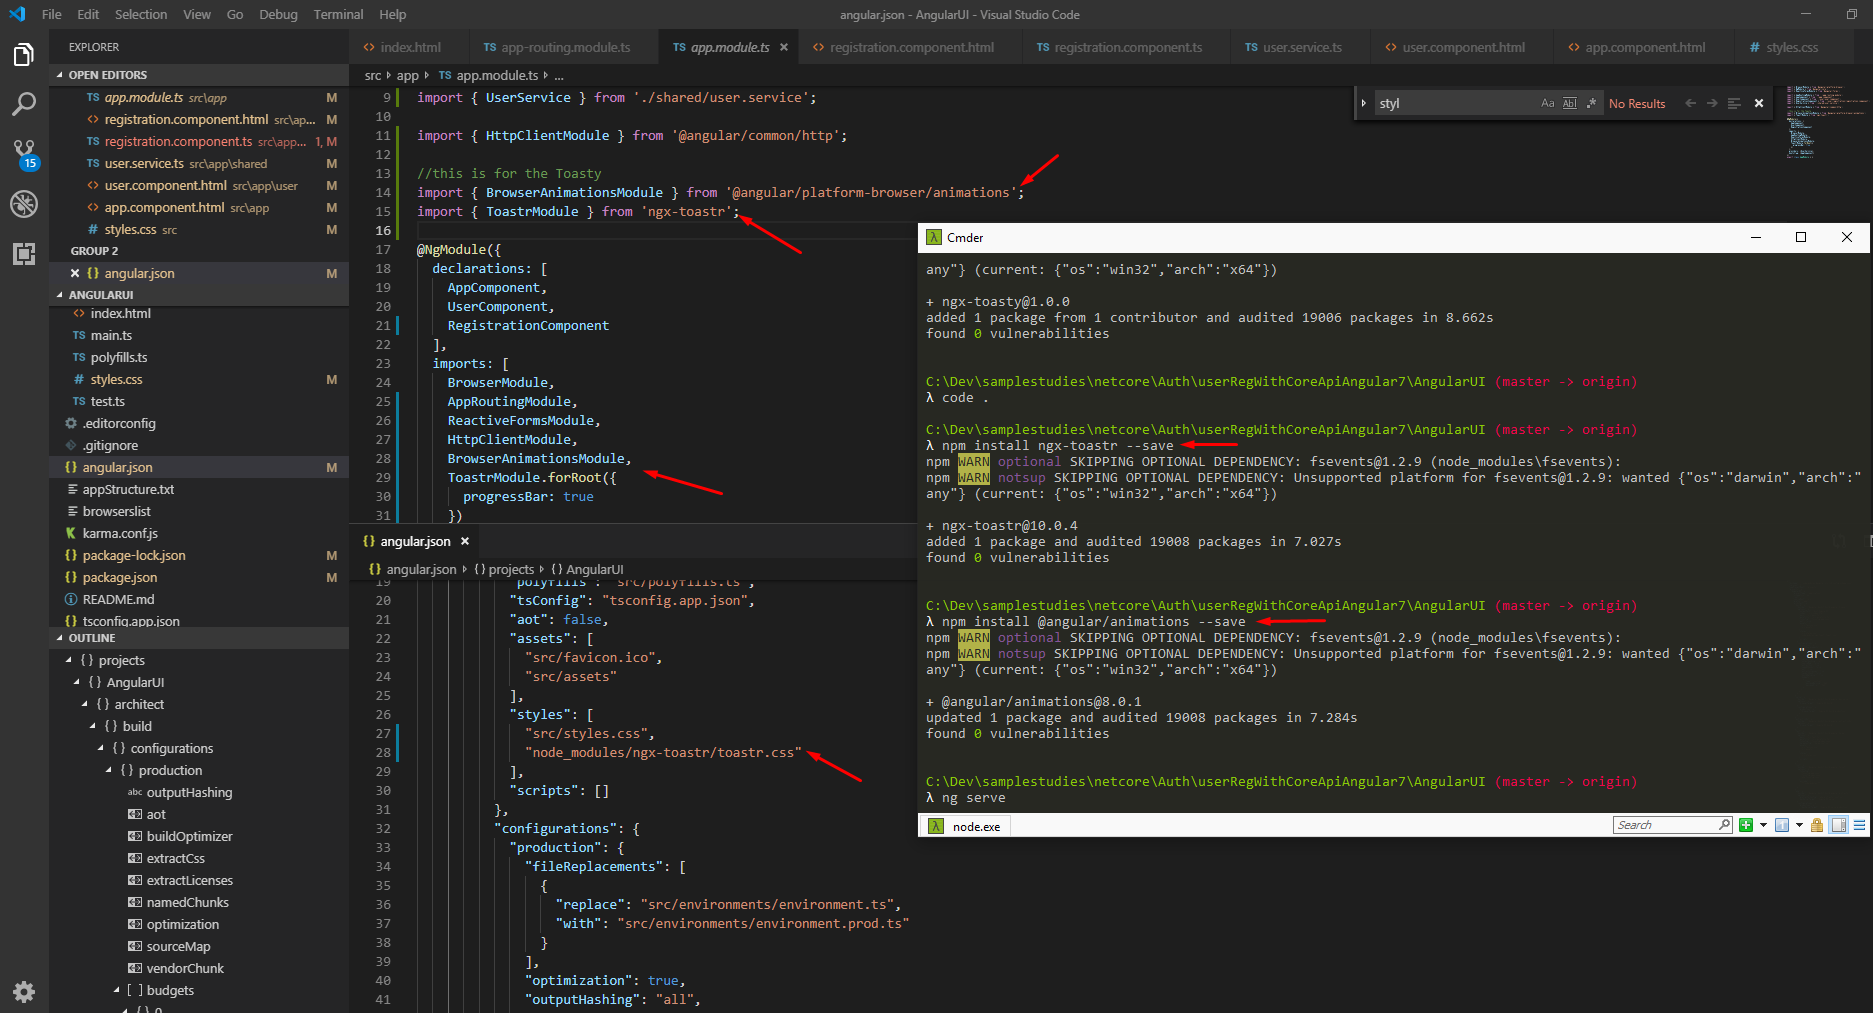 File Edit Selection View Go Debug Terminal Help
angular.json - AngularUI - Visual Studio Code
EXPLORER
OPEN EDITORS
TS app.module.ts src\app M
<> registration.component.html src\ap... M
TS registration.component.ts src\app... 1, M
TS user.service.ts src\app\shared M
<> user.component.html src\app\user M
<> app.component.html src\app M
# styles.css src M
GROUP 2
{} angular.json M
ANGULARUI
<> index.html
TS main.ts
TS polyfills.ts
# styles.css M
TS test.ts
.editorconfig
.gitignore
{} angular.json M
appStructure.txt
browserslist
karma.conf.js
{} package-lock.json M
{} package.json M
README.md
{} tsconfig.app.json
OUTLINE
{} projects
{} AngularUI
{} architect
{} build
{} configurations
{} production
abc outputHashing
aot
buildOptimizer
extractCss
extractLicenses
namedChunks
optimization
sourceMap
vendorChunk
[ ] budgets
{} 0
15
<> index.html TS app-routing.module.ts TS app.module.ts × <> registration.component.html TS registration.component.ts TS user.service.ts <> user.component.html <> app.component.html # styles.css
src app TS app.module.ts ...
styl Aa Abl .* No Results
9 import { UserService } from './shared/user.service';
10
11 import { HttpClientModule } from '@angular/common/http';
12
13 //this is for the Toasty
14 import { BrowserAnimationsModule } from '@angular/platform-browser/animations';
15 import { ToastrModule } from 'ngx-toastr';
16
17 @NgModule({
18 declarations: [
19 AppComponent,
20 UserComponent,
21 RegistrationComponent
22 ],
23 imports: [
24 BrowserModule,
25 AppRoutingModule,
26 ReactiveFormsModule,
27 HttpClientModule,
28 BrowserAnimationsModule,
29 ToastrModule.forRoot({
30 progressBar: true
31 })
{} angular.json ×
{} angular.json {} projects {} AngularUI
19 "polyfills": "src/polyfills.ts",
20 "tsConfig": "tsconfig.app.json",
21 "aot": false,
22 "assets": [
23 "src/favicon.ico",
24 "src/assets"
25 ],
26 "styles": [
27 "src/styles.css",
28 "node_modules/ngx-toastr/toastr.css"
29 ],
30 "scripts": []
31 },
32 "configurations": {
33 "production": {
34 "fileReplacements": [
35 {
36 "replace": "src/environments/environment.ts",
37 "with": "src/environments/environment.prod.ts"
38 }
39 ],
40 "optimization": true,
41 "outputHashing": "all",
λ Cmder
any"} (current: {"os":"win32","arch":"x64"})
+ ngx-toasty@1.0.0
added 1 package from 1 contributor and audited 19006 packages in 8.662s
found 0 vulnerabilities
C:\Dev\samplestudies\netcore\Auth\userRegWithCoreApiAngular7\AngularUI (master -> origin)
λ code .
C:\Dev\samplestudies\netcore\Auth\userRegWithCoreApiAngular7\AngularUI (master -> origin)
λ npm install ngx-toastr --save
npm WARN optional SKIPPING OPTIONAL DEPENDENCY: fsevents@1.2.9 (node_modules\fsevents):
npm WARN notsup SKIPPING OPTIONAL DEPENDENCY: Unsupported platform for fsevents@1.2.9: wanted {"os":"darwin","arch":"
any"} (current: {"os":"win32","arch":"x64"})
+ ngx-toastr@10.0.4
added 1 package and audited 19008 packages in 7.027s
found 0 vulnerabilities
C:\Dev\samplestudies\netcore\Auth\userRegWithCoreApiAngular7\AngularUI (master -> origin)
λ npm install @angular/animations --save
npm WARN optional SKIPPING OPTIONAL DEPENDENCY: fsevents@1.2.9 (node_modules\fsevents):
npm WARN notsup SKIPPING OPTIONAL DEPENDENCY: Unsupported platform for fsevents@1.2.9: wanted {"os":"darwin","arch":"
any"} (current: {"os":"win32","arch":"x64"})
+ @angular/animations@8.0.1
updated 1 package and audited 19008 packages in 7.284s
found 0 vulnerabilities
C:\Dev\samplestudies\netcore\Auth\userRegWithCoreApiAngular7\AngularUI (master -> origin)
λ ng serve
λ node.exe
Search